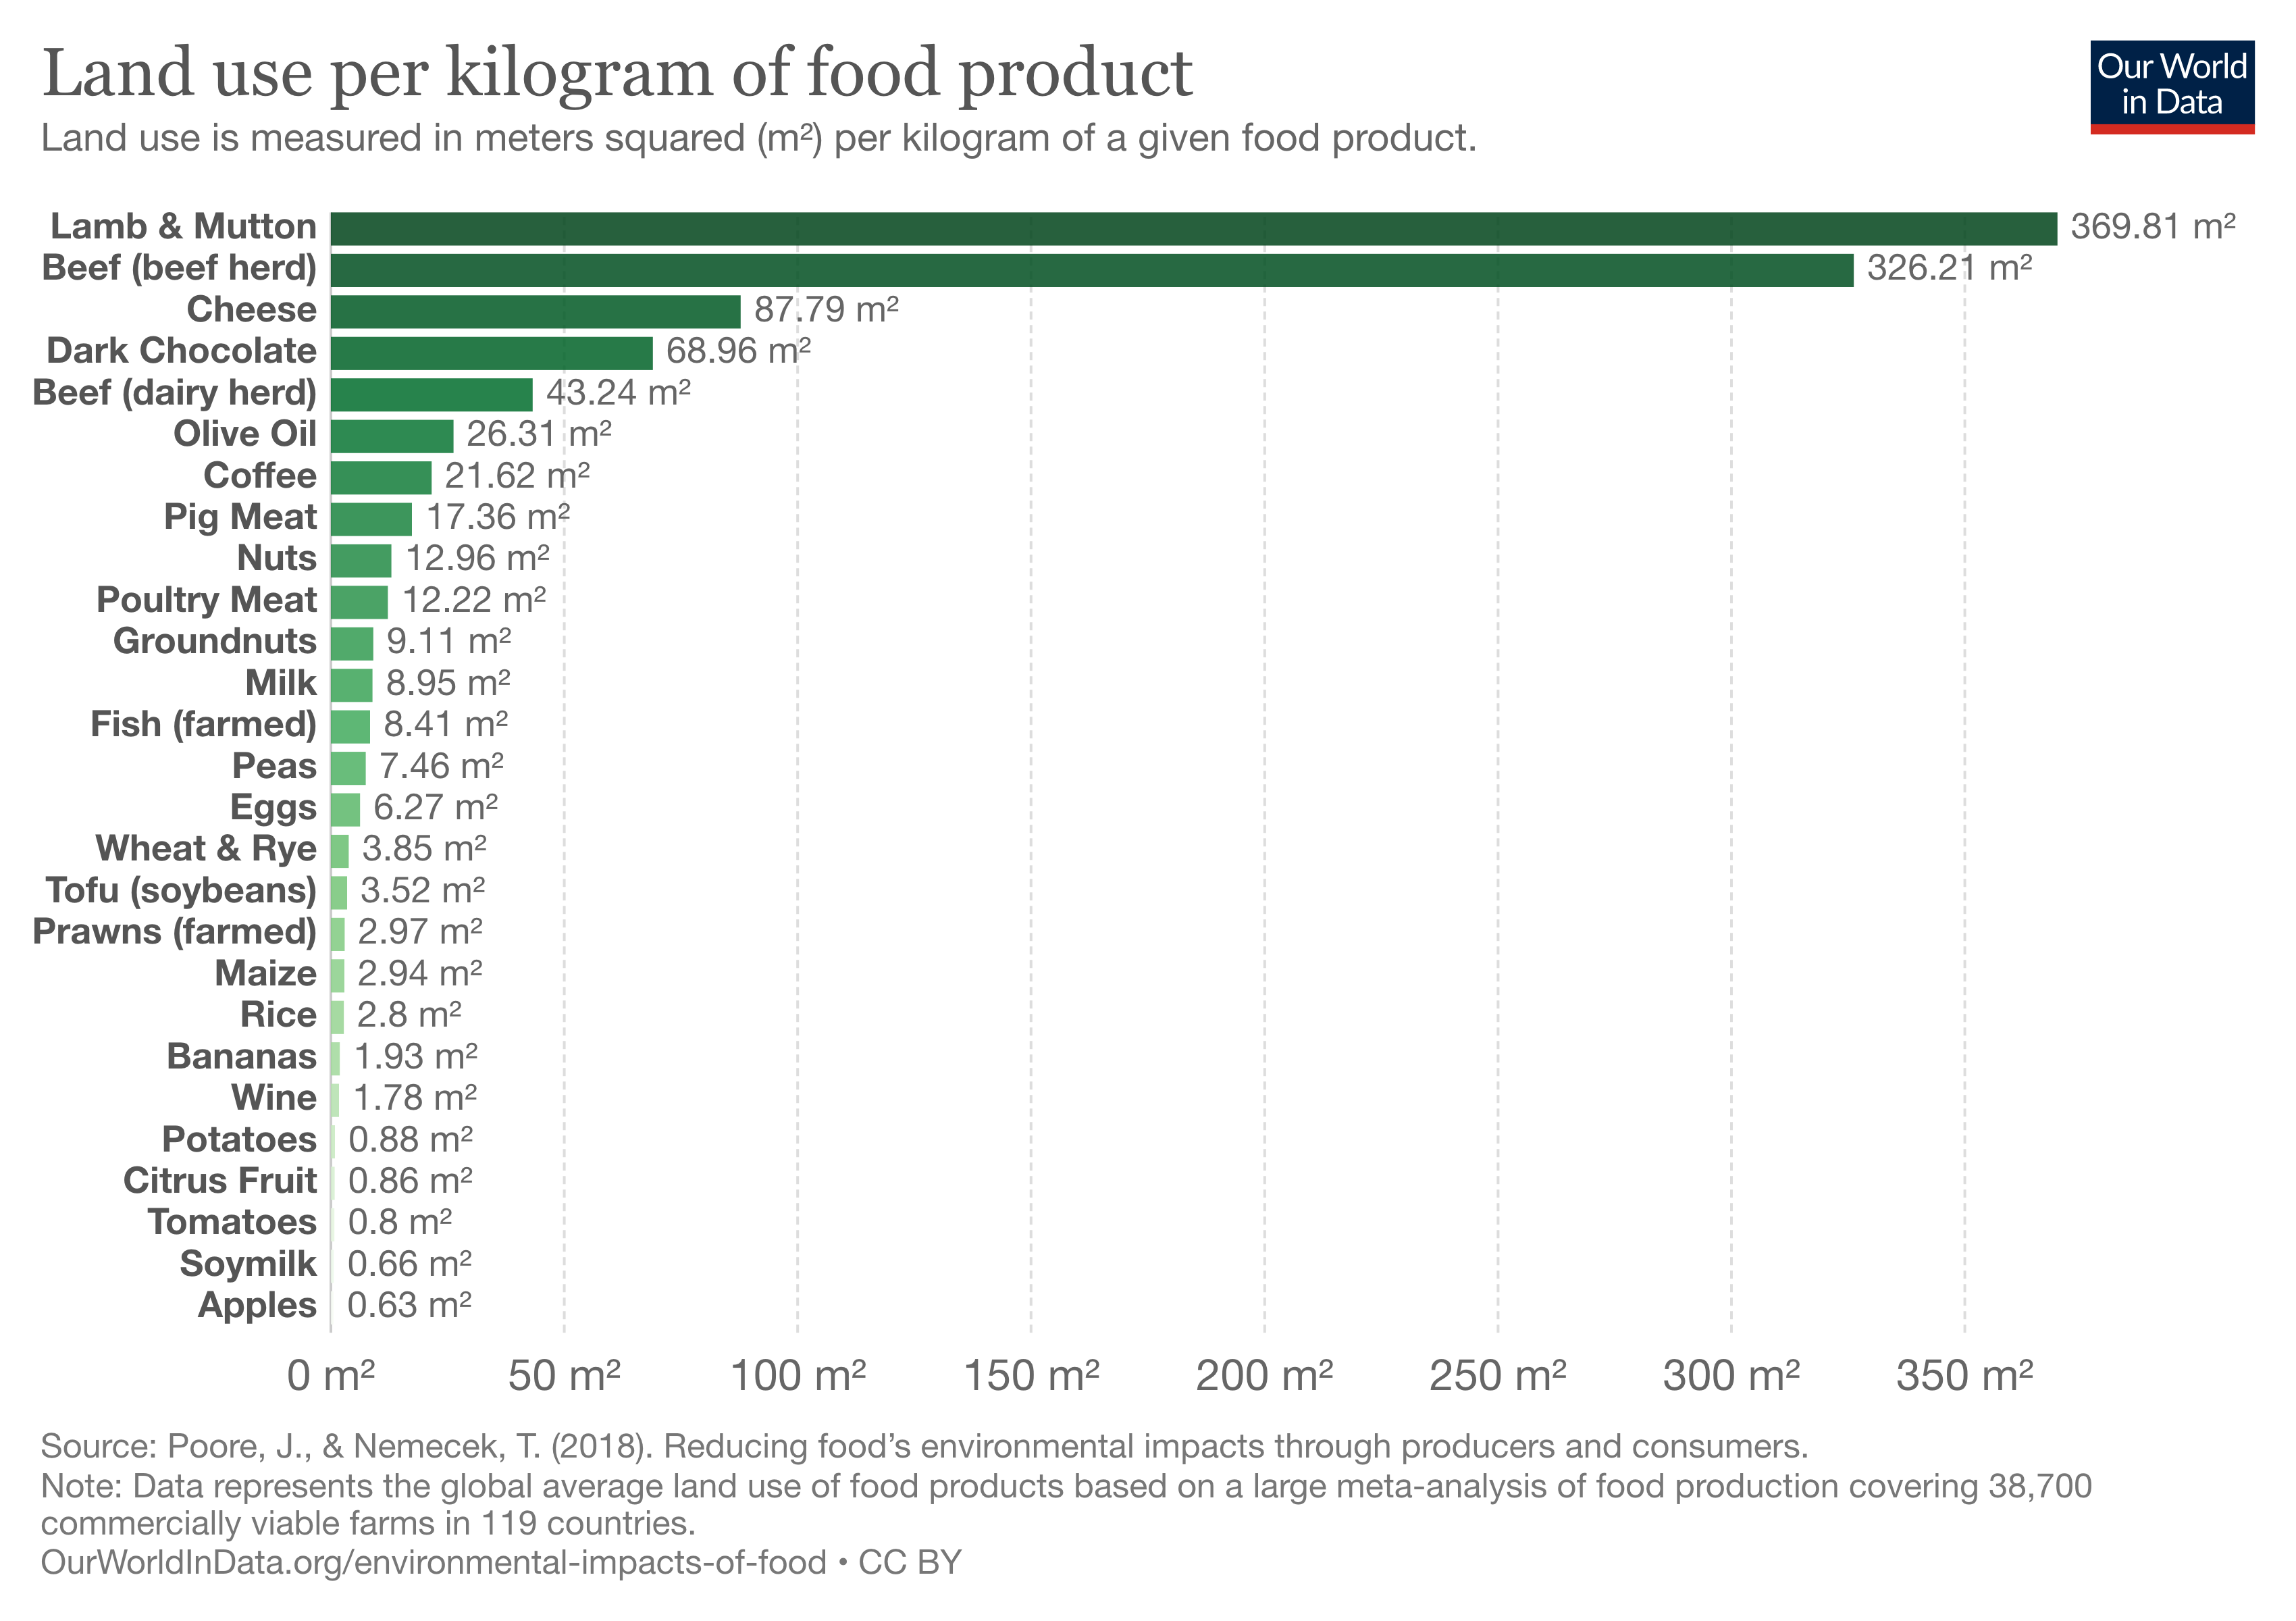 Land use per kilogram of food product
Our World
in Data
Land use is measured in meters squared (m²) per kilogram of a given food product.
Lamb & Mutton 369.81 m²
Beef (beef herd) 326.21 m²
Cheese 87.79 m²
Dark Chocolate 68.96 m²
Beef (dairy herd) 43.24 m²
Olive Oil 26.31 m²
Coffee 21.62 m²
Pig Meat 17.36 m²
Nuts 12.96 m²
Poultry Meat 12.22 m²
Groundnuts 9.11 m²
Milk 8.95 m²
Fish (farmed) 8.41 m²
Peas 7.46 m²
Eggs 6.27 m²
Wheat & Rye 3.85 m²
Tofu (soybeans) 3.52 m²
Prawns (farmed) 2.97 m²
Maize 2.94 m²
Rice 2.8 m²
Bananas 1.93 m²
Wine 1.78 m²
Potatoes 0.88 m²
Citrus Fruit 0.86 m²
Tomatoes 0.8 m²
Soymilk 0.66 m²
Apples 0.63 m²
0 m² 50 m² 100 m² 150 m² 200 m² 250 m² 300 m² 350 m²
Source: Poore, J., & Nemecek, T. (2018). Reducing food’s environmental impacts through producers and consumers.
Note: Data represents the global average land use of food products based on a large meta-analysis of food production covering 38,700
commercially viable farms in 119 countries.
OurWorldInData.org/environmental-impacts-of-food • CC BY